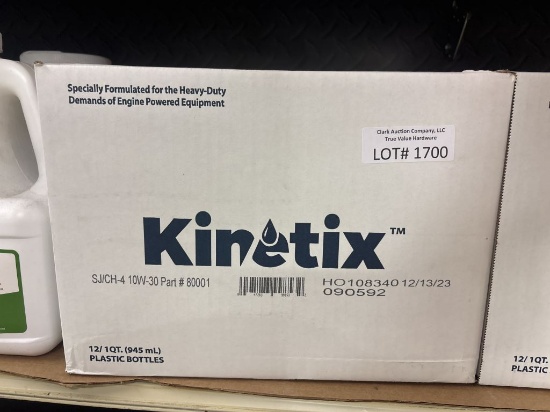 Specially Formulated for the Heavy-Duty
Demands of Engine Powered Equipment
Clark Auction Company, LLC
True Value Hardware
LOT# 1700
Kinetix™
SJ/CH-4 10W-30 Part # 80001
HO108340 12/13/23
090592
12/ 1QT. (945 mL)
PLASTIC BOTTLES
12/ 1QT.
PLASTIC